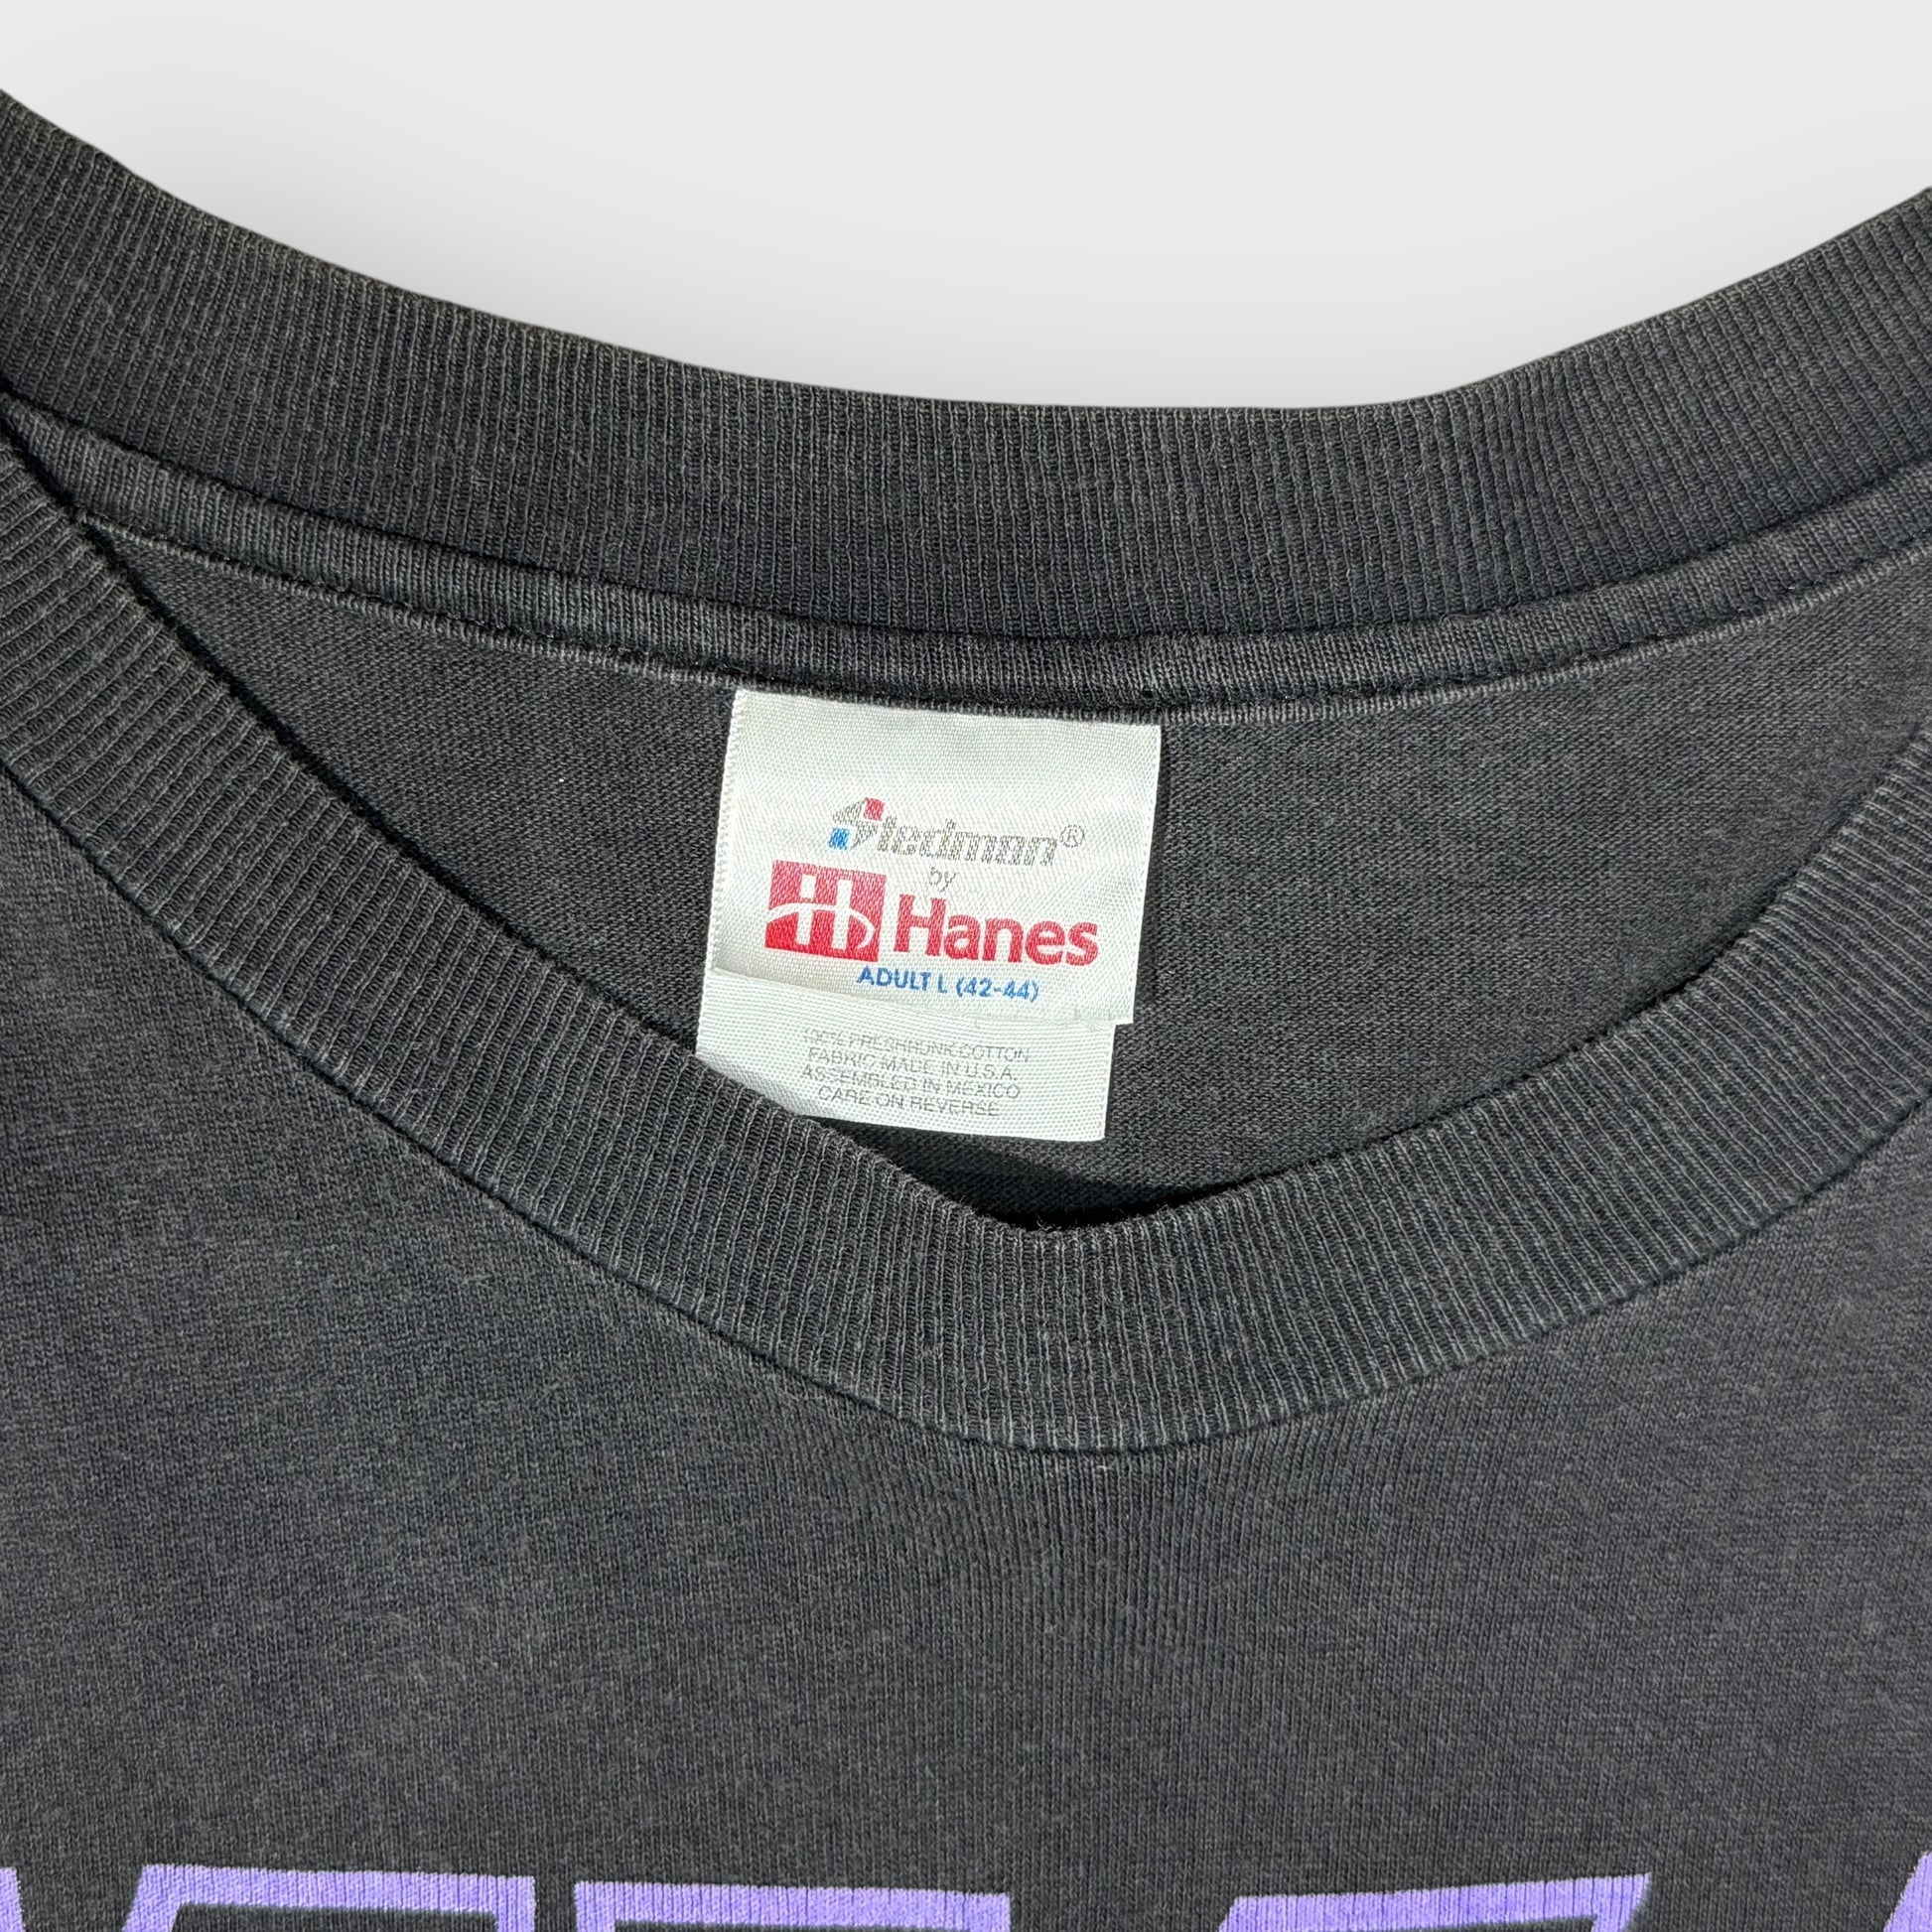 Stedman®
by
Hanes
ADULT L (42-44)
100% PRESHRUNK COTTON
FABRIC MADE IN U.S.A.
ASSEMBLED IN MEXICO
CARE ON REVERSE